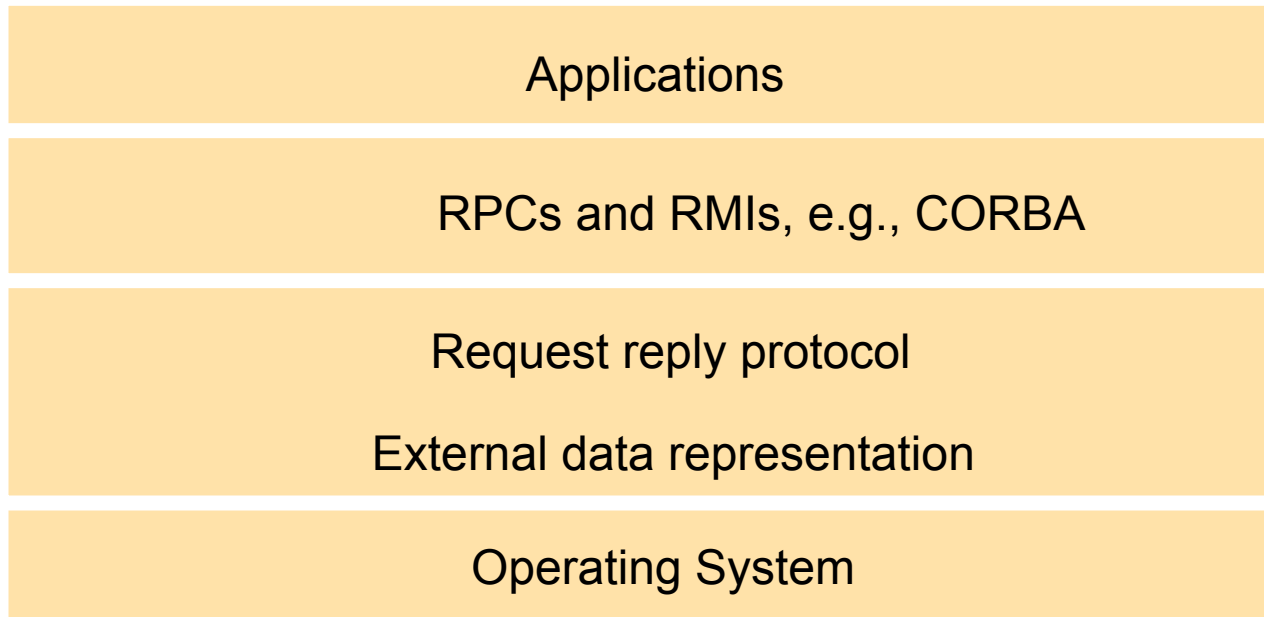 Applications
RPCs and RMIs, e.g., CORBA
Request reply protocol
External data representation
Operating System